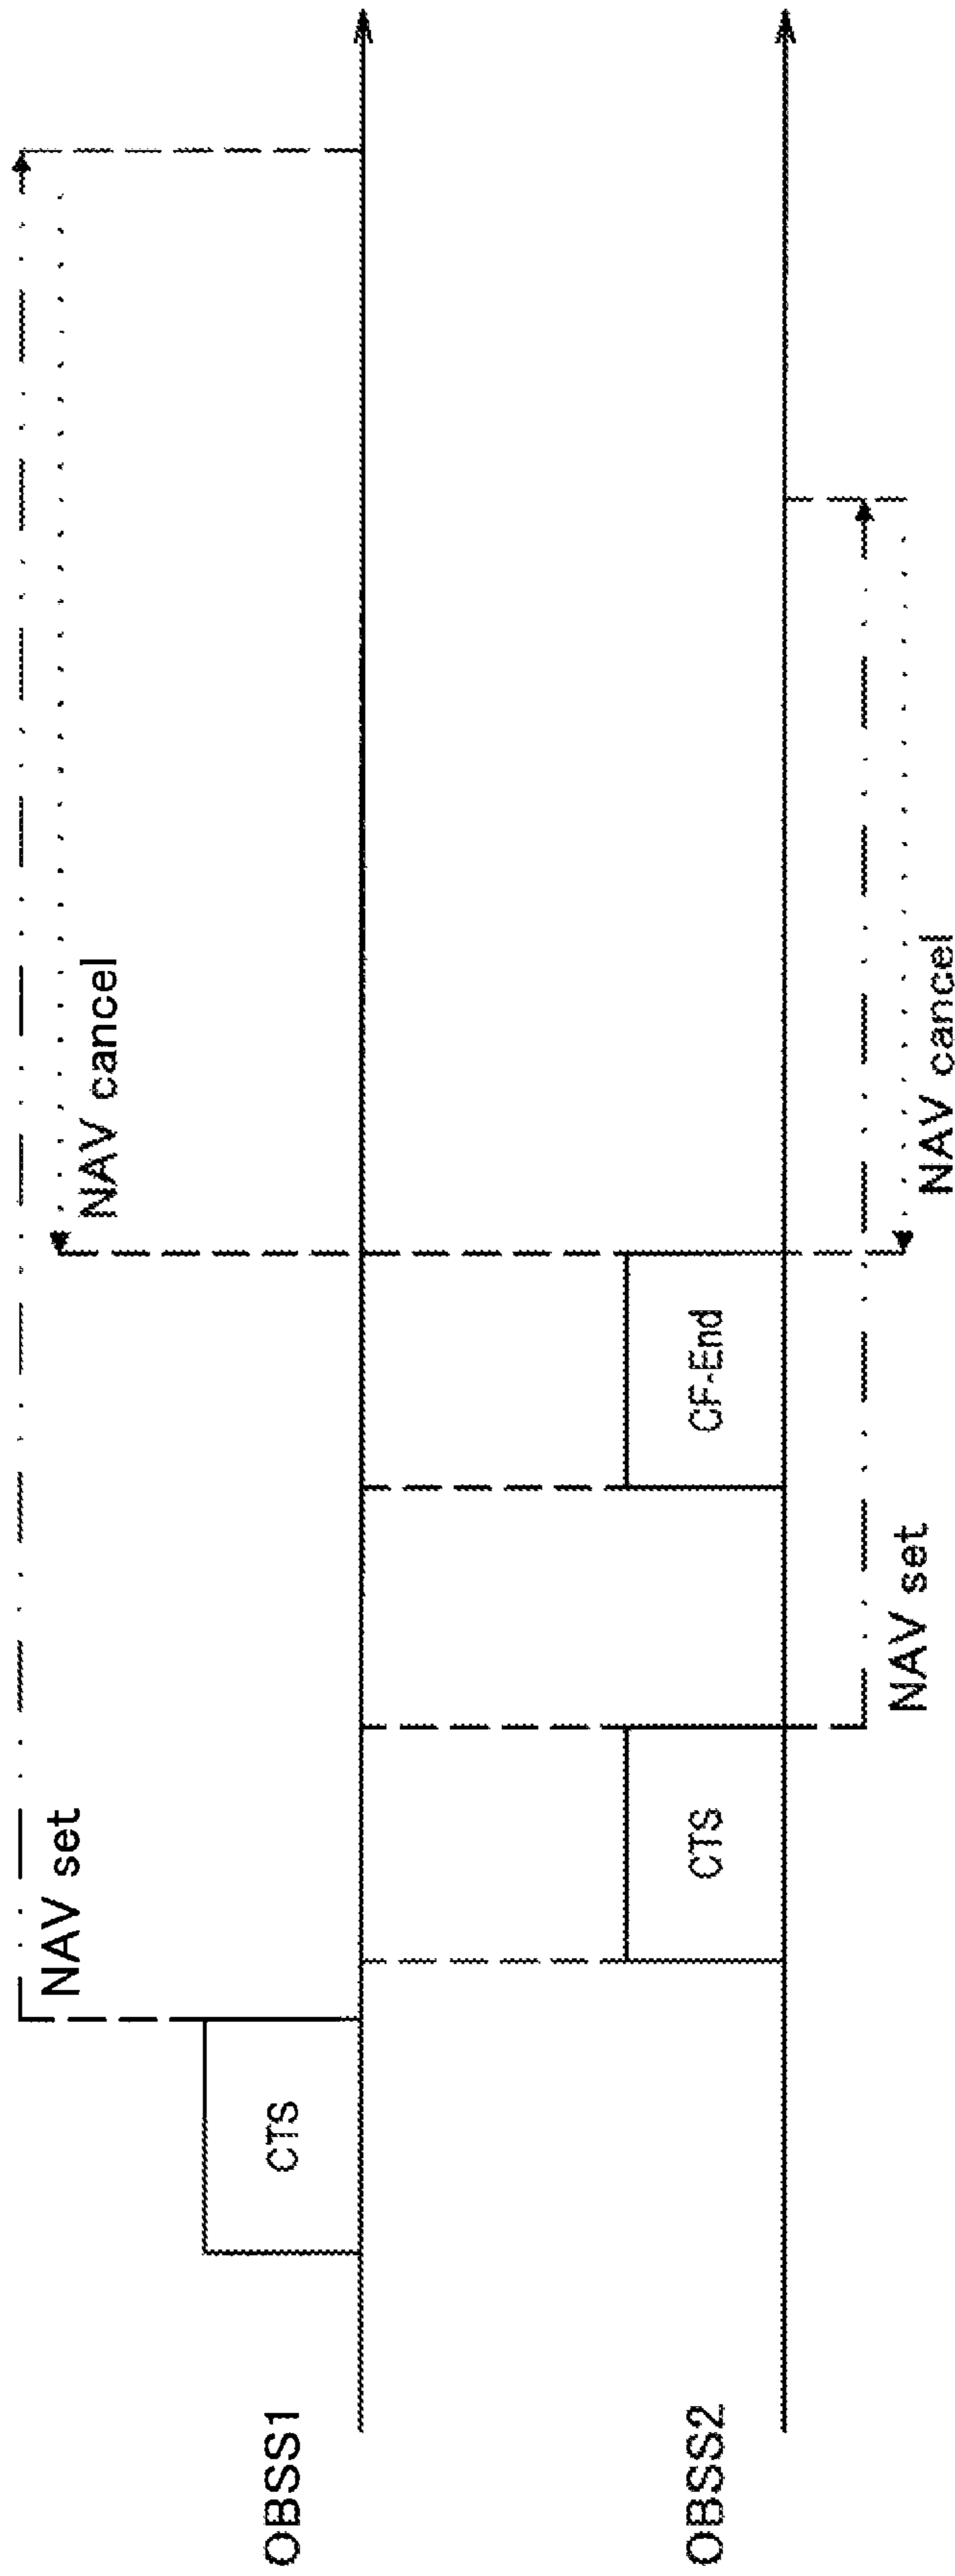 NAV set
NAV cancel
CTS
OBSS1
CTS
CF-End
OBSS2
NAV set
NAV cancel